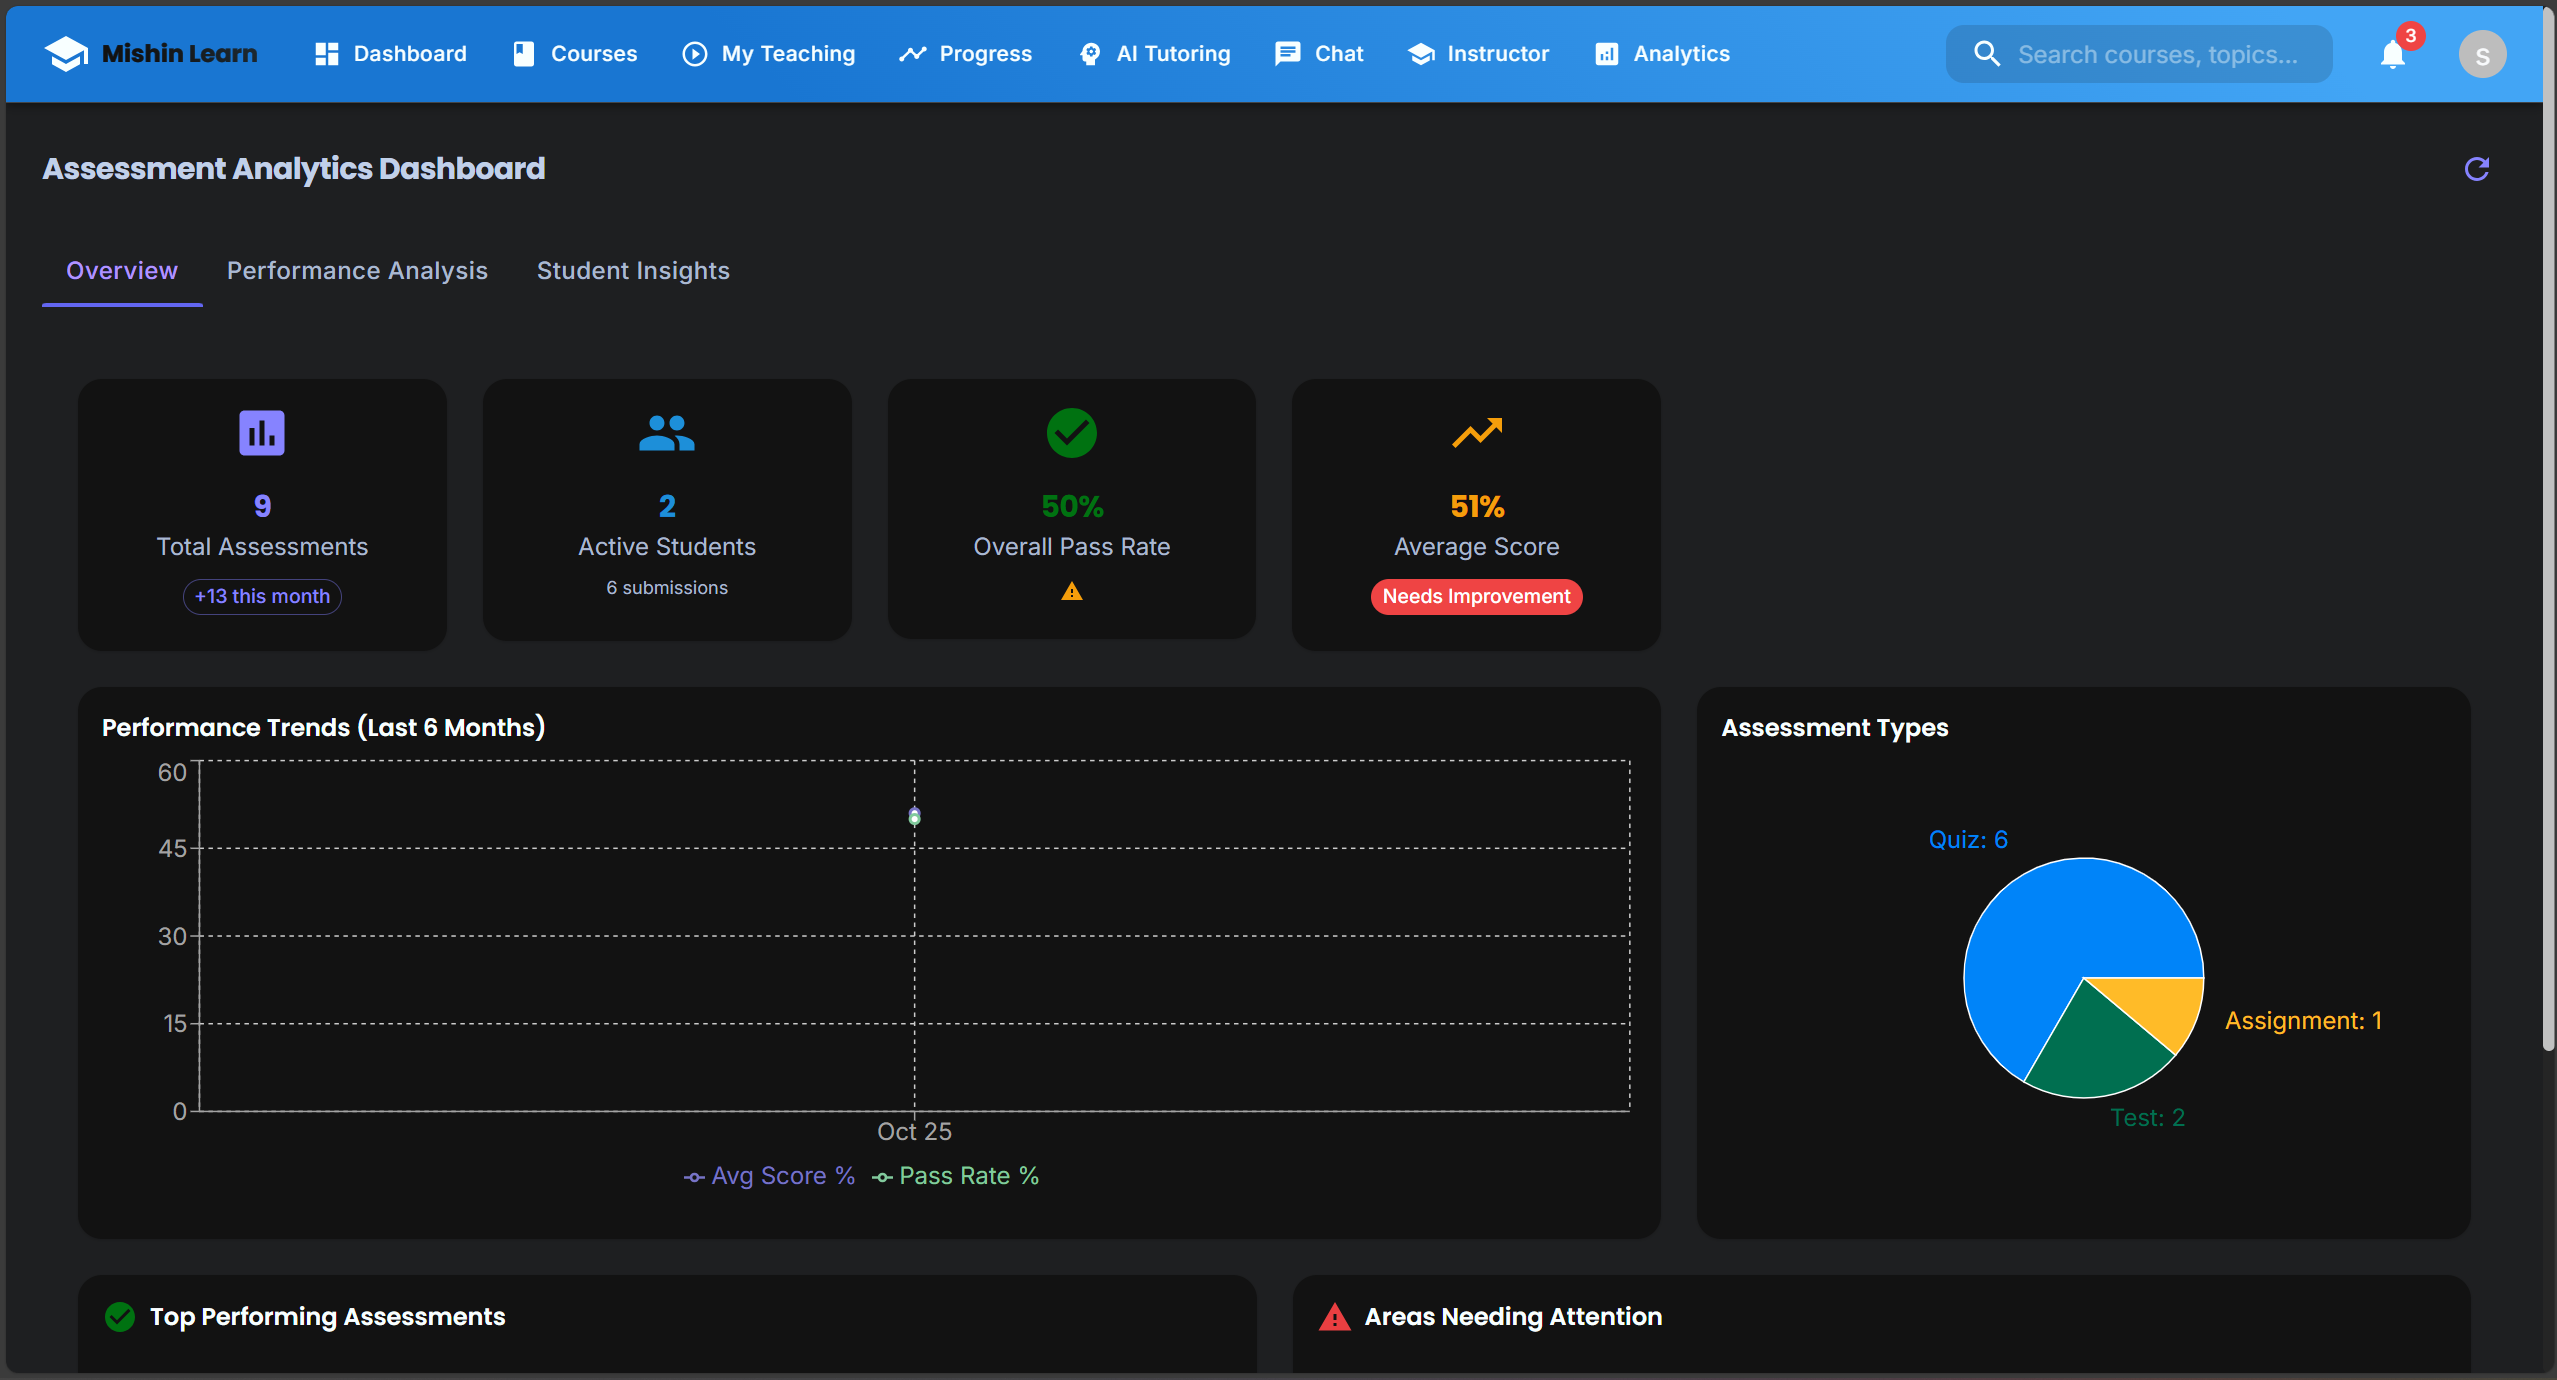 Mishin Learn
Dashboard
Courses
My Teaching
Progress
AI Tutoring
Chat
Instructor
Analytics
Search courses, topics...
3
S
Assessment Analytics Dashboard
Overview
Performance Analysis
Student Insights
9
Total Assessments
+13 this month
2
Active Students
6 submissions
50%
Overall Pass Rate
51%
Average Score
Needs Improvement
Performance Trends (Last 6 Months)
60
45
30
15
0
Oct 25
Avg Score %
Pass Rate %
Assessment Types
Quiz: 6
Assignment: 1
Test: 2
Top Performing Assessments
Areas Needing Attention